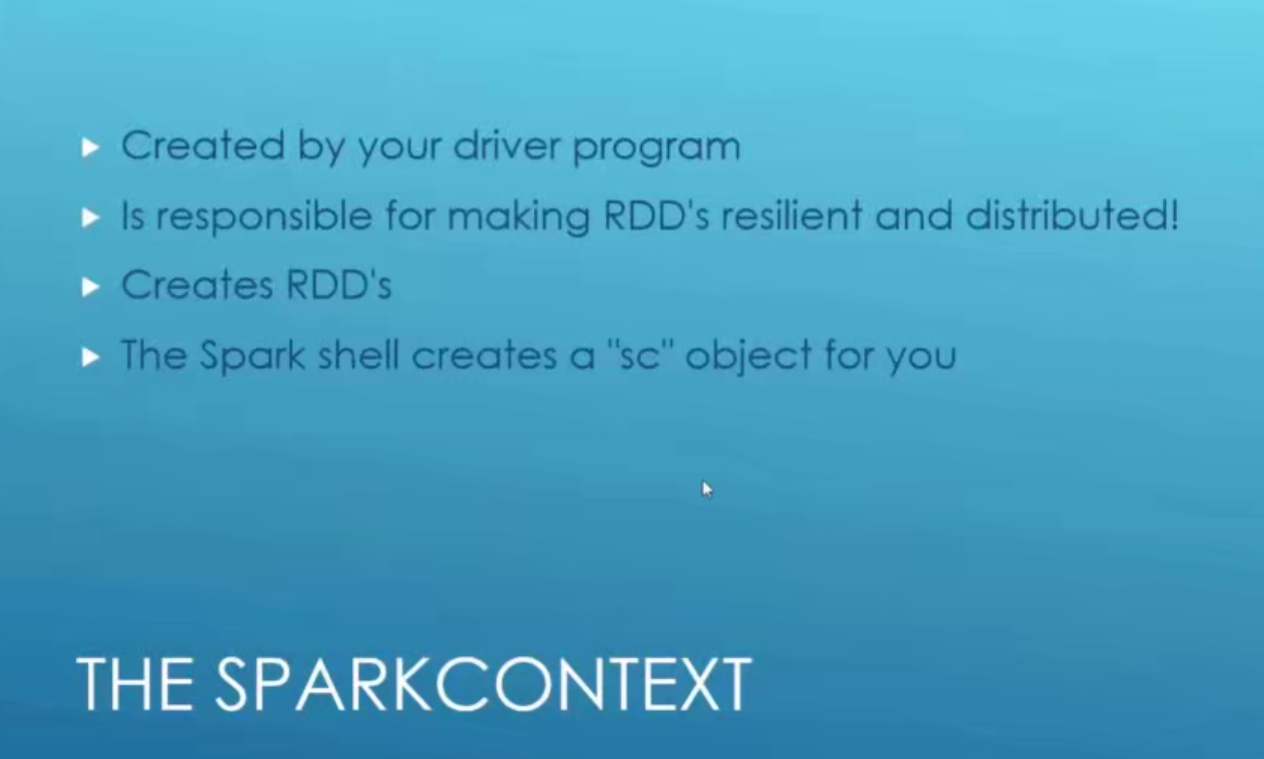 Created by your driver program
Is responsible for making RDD's resilient and distributed!
Creates RDD's
The Spark shell creates a "sc" object for you
THE SPARKCONTEXT